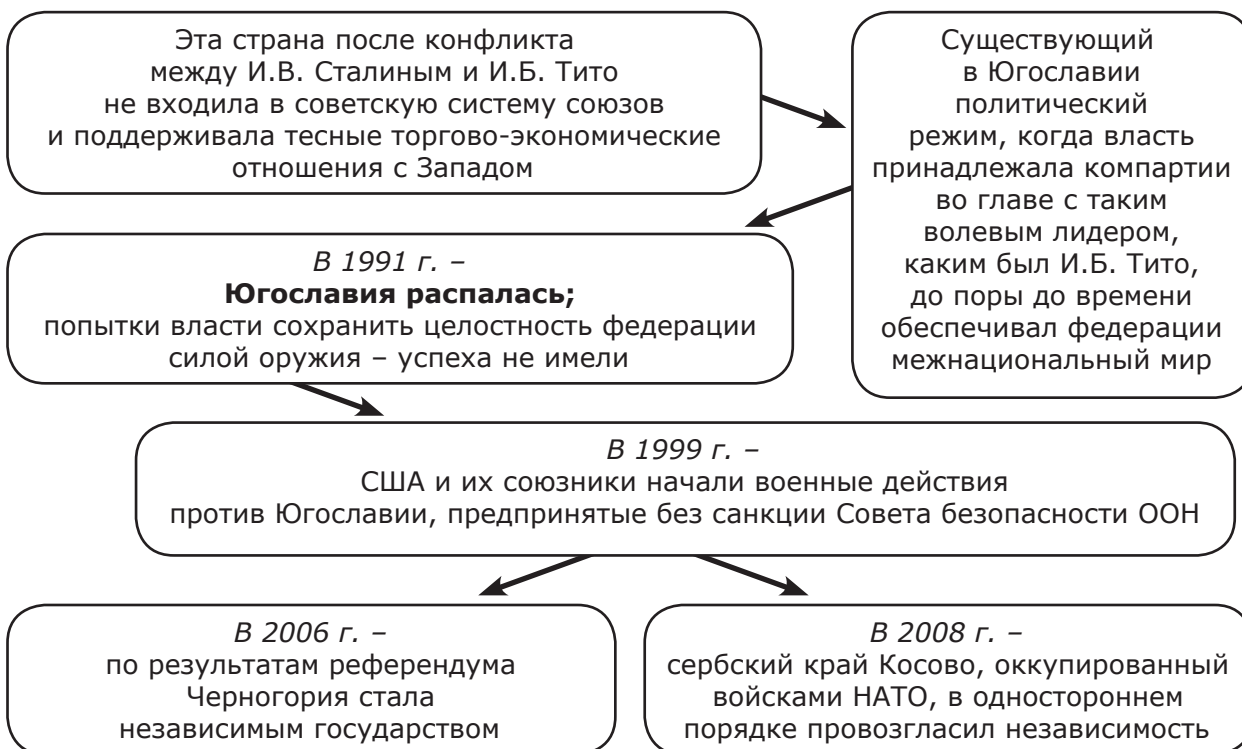 Эта страна после конфликта
между И.В. Сталиным и И.Б. Тито
не входила в советскую систему союзов
и поддерживала тесные торгово-экономические
отношения с Западом
Существующий
в Югославии
политический
режим, когда власть
принадлежала компартии
во главе с таким
волевым лидером,
каким был И.Б. Тито,
до поры до времени
обеспечивал федерации
межнациональный мир
В 1991 г. –
Югославия распалась;
попытки власти сохранить целостность федерации
силой оружия – успеха не имели
В 1999 г. –
США и их союзники начали военные действия
против Югославии, предпринятые без санкции Совета безопасности ООН
В 2006 г. –
по результатам референдума
Черногория стала
независимым государством
В 2008 г. –
сербский край Косово, оккупированный
войсками НАТО, в одностороннем
порядке провозгласил независимость